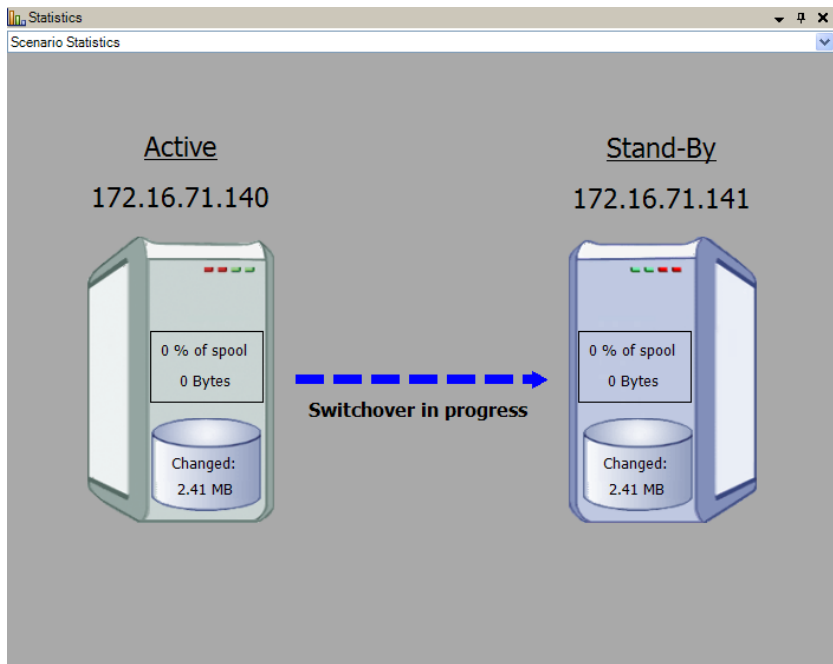 Statistics
Scenario Statistics
Active
172.16.71.140
Stand-By
172.16.71.141
0 % of spool
0 Bytes
Changed:
2.41 MB
Switchover in progress
0 % of spool
0 Bytes
Changed:
2.41 MB